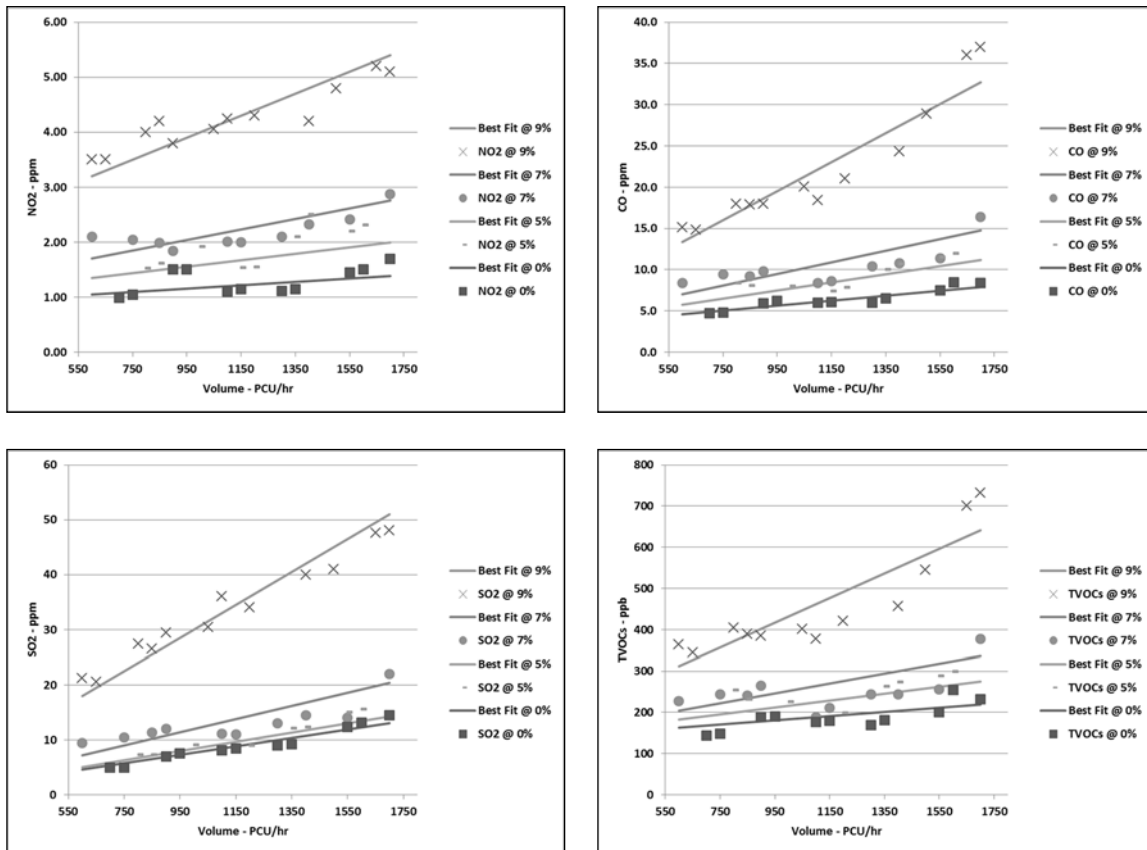 6.00
5.00
4.00
3.00
2.00
1.00
0.00
NO2 - ppm
550 750 950 1150 1350 1550 1750
Volume - PCU/hr
Best Fit @ 9%
NO2 @ 9%
Best Fit @ 7%
NO2 @ 7%
Best Fit @ 5%
NO2 @ 5%
Best Fit @ 0%
NO2 @ 0%
40.0
35.0
30.0
25.0
20.0
15.0
10.0
5.0
0.0
CO - ppm
550 750 950 1150 1350 1550 1750
Volume - PCU/hr
Best Fit @ 9%
CO @ 9%
Best Fit @ 7%
CO @ 7%
Best Fit @ 5%
CO @ 5%
Best Fit @ 0%
CO @ 0%
60
50
40
30
20
10
0
SO2 - ppm
550 750 950 1150 1350 1550 1750
Volume - PCU/hr
Best Fit @ 9%
SO2 @ 9%
Best Fit @ 7%
SO2 @ 7%
Best Fit @ 5%
SO2 @ 5%
Best Fit @ 0%
SO2 @ 0%
800
700
600
500
400
300
200
100
0
TVOCs - ppb
550 750 950 1150 1350 1550 1750
Volume - PCU/hr
Best Fit @ 9%
TVOCs @ 9%
Best Fit @ 7%
TVOCs @ 7%
Best Fit @ 5%
TVOCs @ 5%
Best Fit @ 0%
TVOCs @ 0%